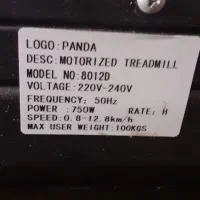 LOGO:PANDA
DESC:MOTORIZED TREADMILL
MODEL NO:8012D
VOLTAGE:220V-240V
FREQUENCY: 50Hz
POWER :750W RATE: H
SPEED:0.8-12.8km/h
MAX USER WEIGHT:100KGS